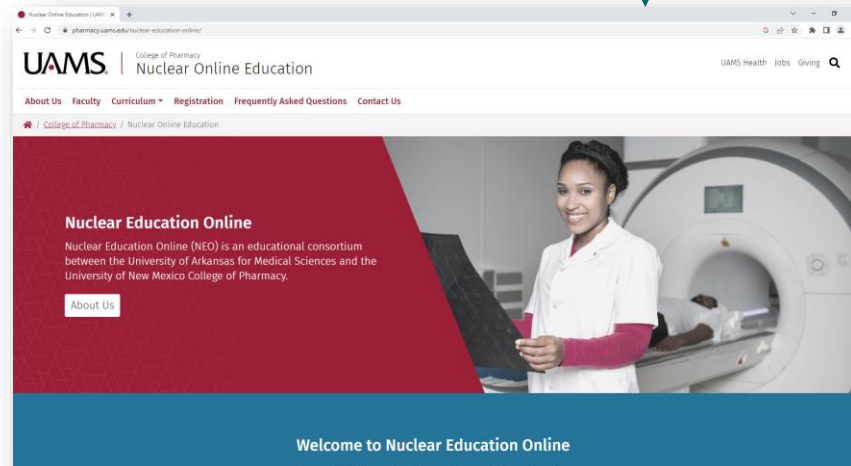 Nuclear Online Education | UAMS
pharmacy.uams.edu/nuclear-education-online/
UAMS
College of Pharmacy
Nuclear Online Education
UAMS Health Jobs Giving
About Us Faculty Curriculum Registration Frequently Asked Questions Contact Us
/ College of Pharmacy / Nuclear Online Education
Nuclear Education Online
Nuclear Education Online (NEO) is an educational consortium
between the University of Arkansas for Medical Sciences and the
University of New Mexico College of Pharmacy.
About Us
Welcome to Nuclear Education Online